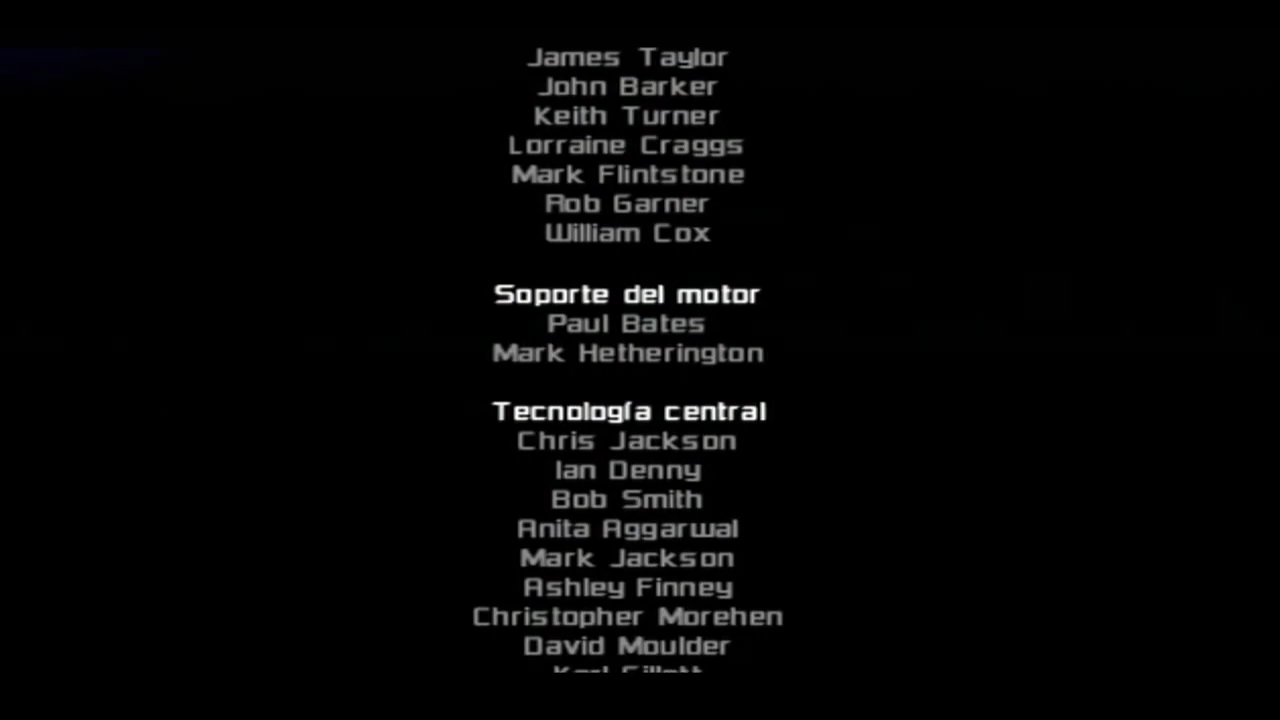 James Taylor
John Barker
Keith Turner
Lorraine Craggs
Mark Flintstone
Rob Garner
William Cox
Soporte del motor
Paul Bates
Mark Hetherington
Tecnología central
Chris Jackson
Ian Denny
Bob Smith
Anita Aggarwal
Mark Jackson
Ashley Finney
Christopher Morehen
David Moulder